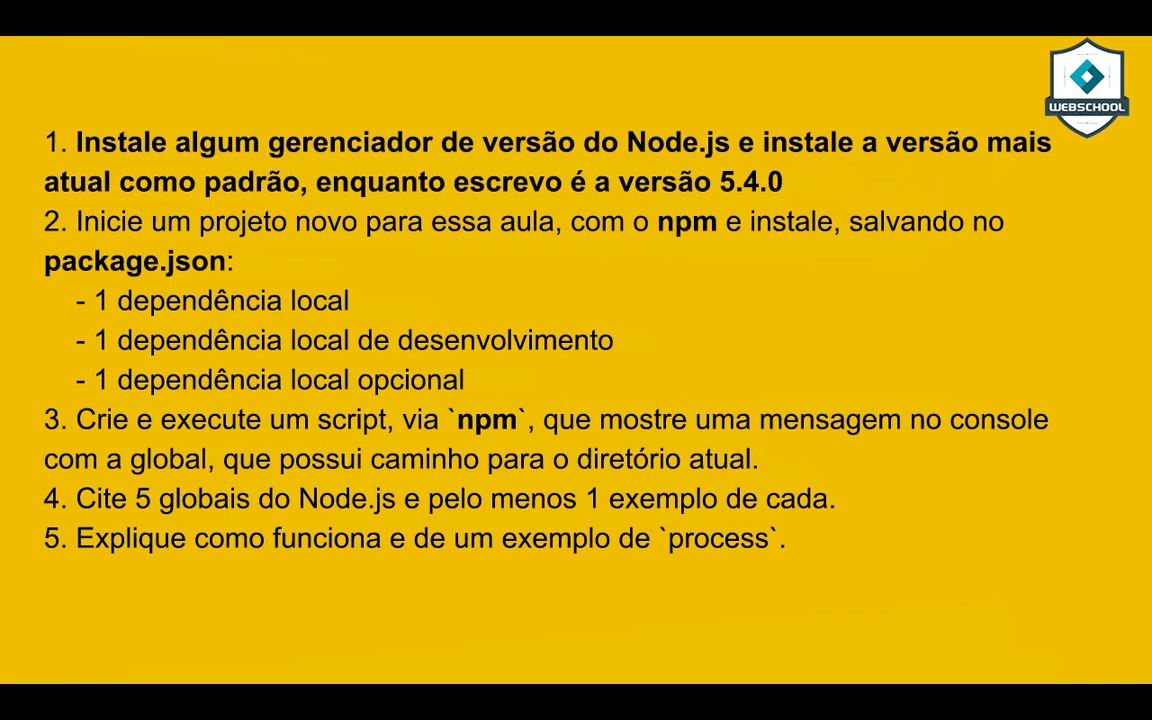 WEBSCHOOL
1. Instale algum gerenciador de versão do Node.js e instale a versão mais
atual como padrão, enquanto escrevo é a versão 5.4.0
2. Inicie um projeto novo para essa aula, com o npm e instale, salvando no
package.json:
- 1 dependência local
- 1 dependência local de desenvolvimento
- 1 dependência local opcional
3. Crie e execute um script, via `npm`, que mostre uma mensagem no console
com a global, que possui caminho para o diretório atual.
4. Cite 5 globais do Node.js e pelo menos 1 exemplo de cada.
5. Explique como funciona e de um exemplo de `process`.